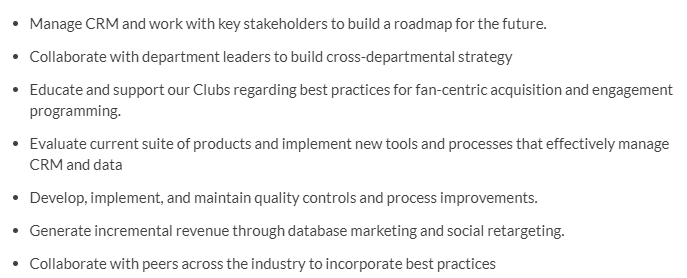 • Manage CRM and work with key stakeholders to build a roadmap for the future.
• Collaborate with department leaders to build cross-departmental strategy
• Educate and support our Clubs regarding best practices for fan-centric acquisition and engagement
programming.
• Evaluate current suite of products and implement new tools and processes that effectively manage
CRM and data
• Develop, implement, and maintain quality controls and process improvements.
• Generate incremental revenue through database marketing and social retargeting.
• Collaborate with peers across the industry to incorporate best practices